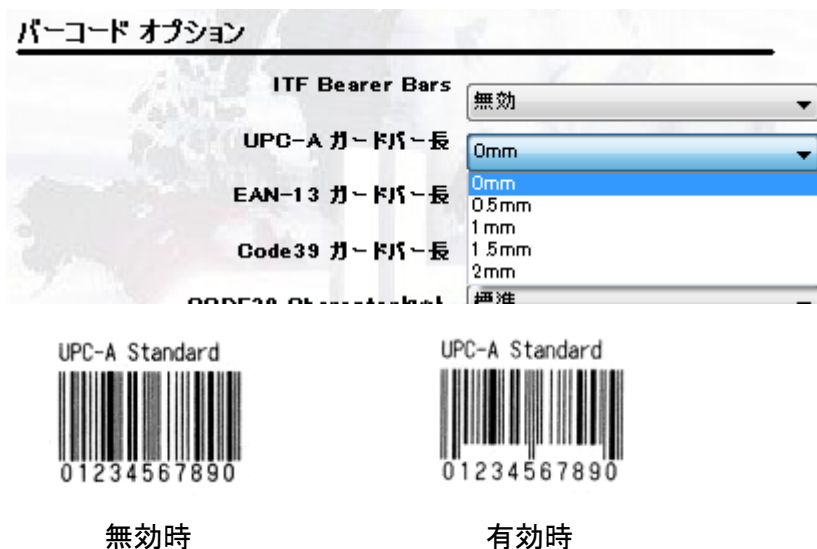 バーコード オプション
ITF Bearer Bars
無効
UPC-A ガードバー長
0mm
0mm
0.5mm
EAN-13 ガードバー長
1mm
1.5mm
Code39 ガードバー長
2mm
標準
UPC-A Standard
UPC-A Standard
01234567890
01234567890
無効時
有効時